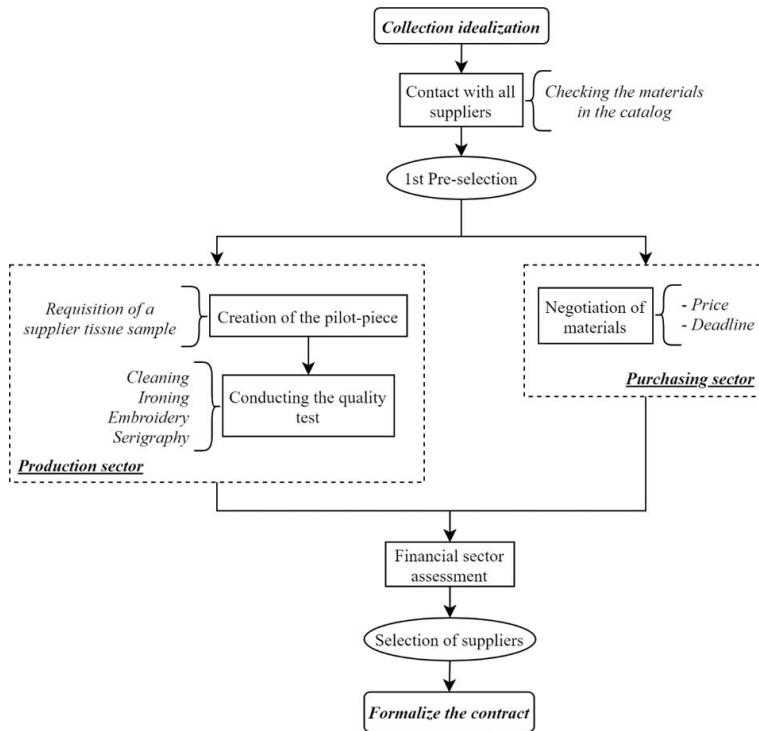 Collection idealization
Contact with all
suppliers
Checking the materials
in the catalog
1st Pre-selection
Requisition of a
supplier tissue sample
Creation of the pilot-piece
Cleaning
Ironing
Embroidery
Serigraphy
Conducting the quality
test
Production sector
Negotiation of
materials
- Price
- Deadline
Purchasing sector
Financial sector
assessment
Selection of suppliers
Formalize the contract